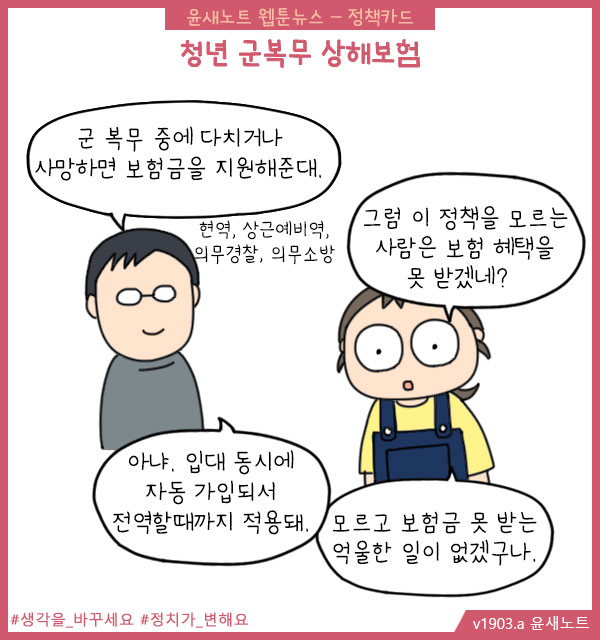 윤새노트 웹툰뉴스 – 정책카드
청년 군복무 상해보험
군 복무 중에 다치거나
사망하면 보험금을 지원해준대.
현역, 상근예비역,
의무경찰, 의무소방
그럼 이 정책을 모르는
사람은 보험 혜택을
못 받겠네?
아냐. 입대 동시에
자동 가입되서
전역할때까지 적용돼.
모르고 보험금 못 받는
억울한 일이 없겠구나.
#생각을_바꾸세요 #정치가_변해요
v1903.a 윤새노트